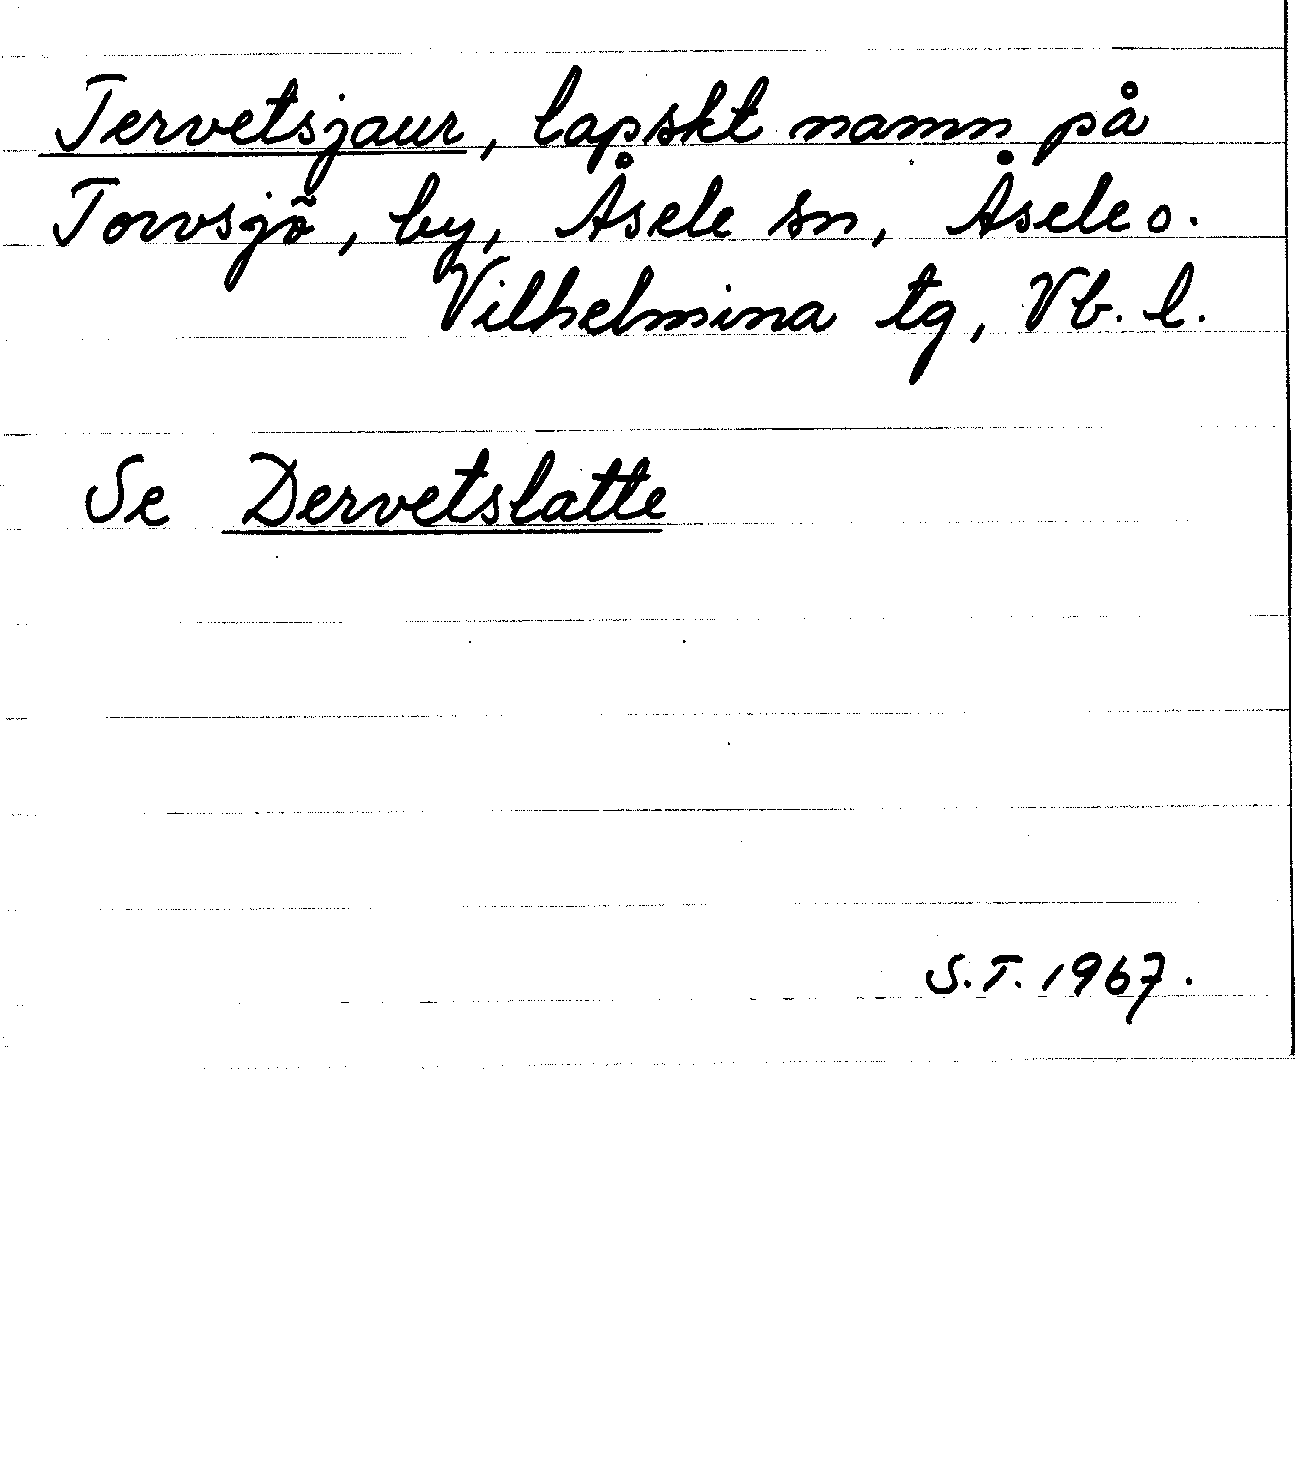 Tervetsjaur, lapskt namn på
Torvsjö, by, Åsele sn, Åsele o.
Vilhelmina tg, Vb. l.
Se Dervetslatte
S.T. 1967.